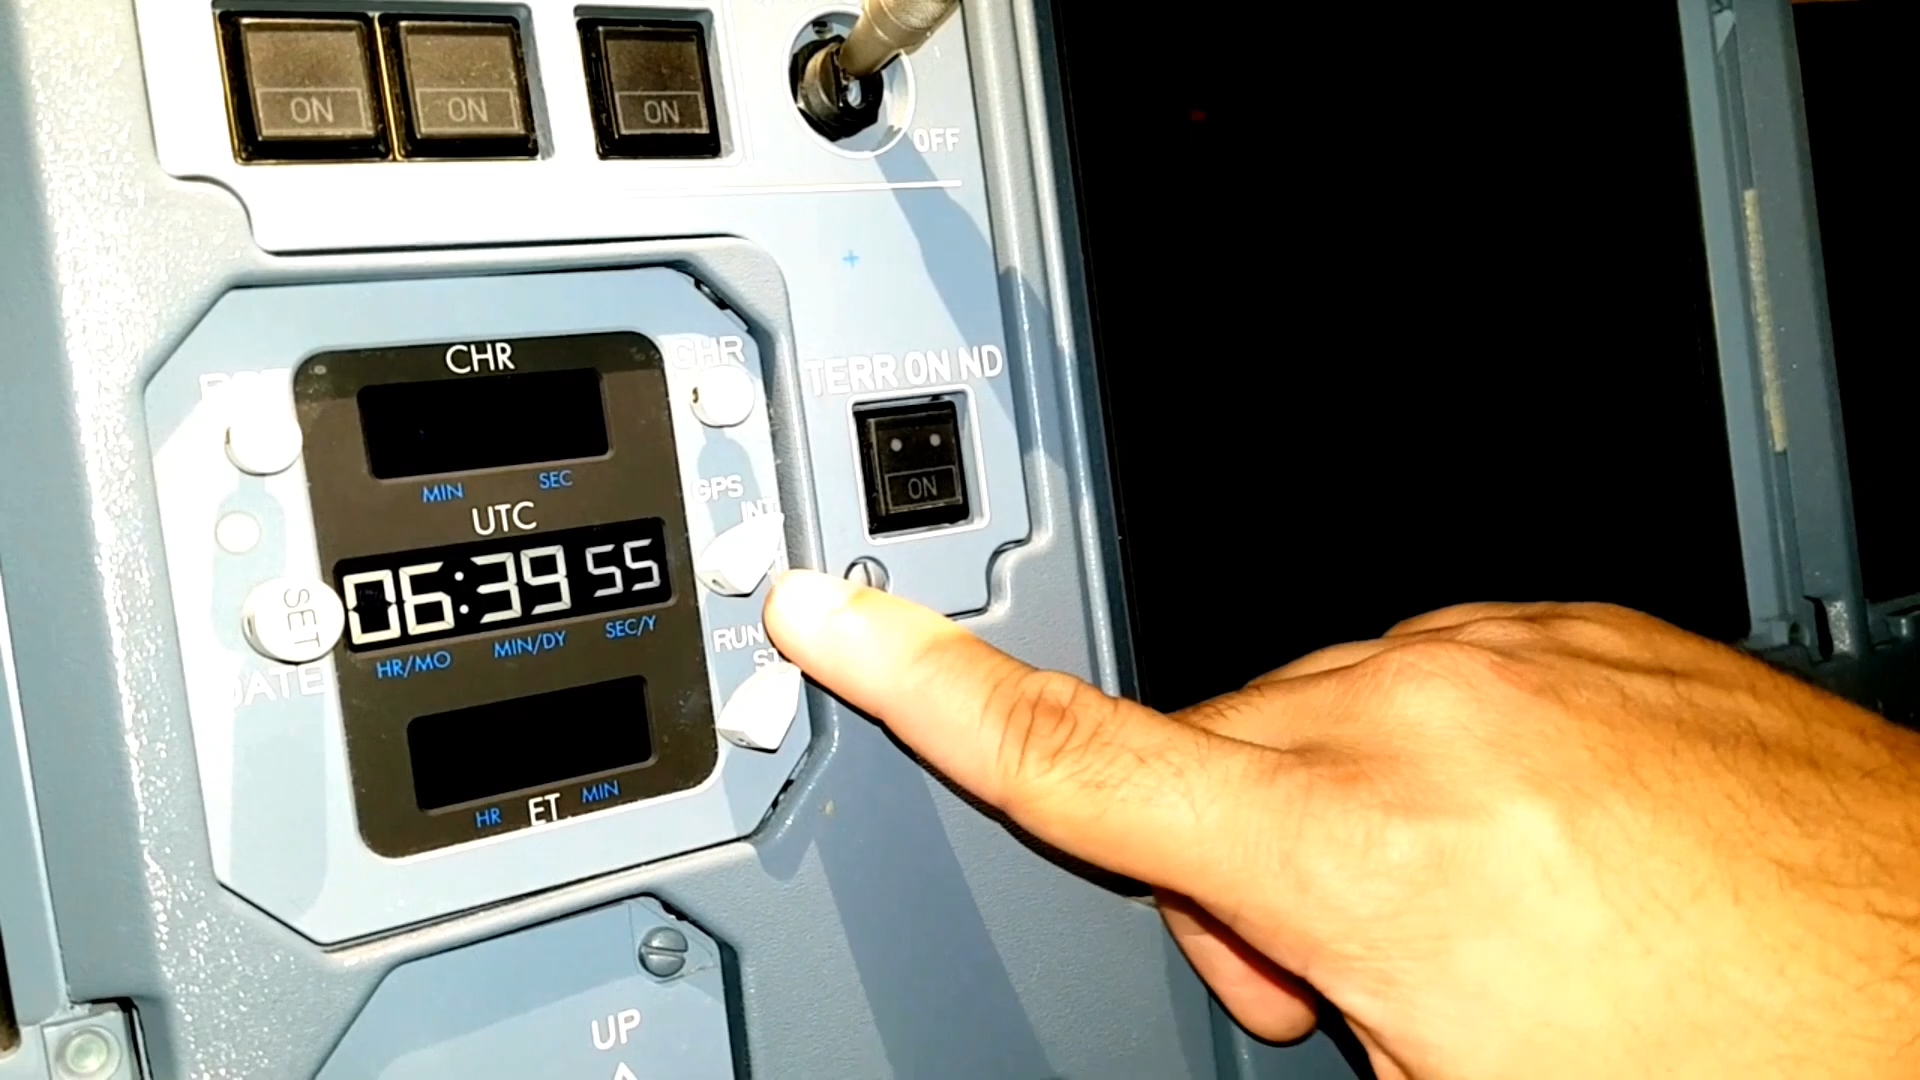 ON
ON
ON
OFF
CHR
CHR
TERR ON ND
ON
MIN
SEC
GPS
INT
UTC
06:39 55
SET
HR/MO
MIN/DY
SEC/Y
RUN
DATE
HR
ET
MIN
UP